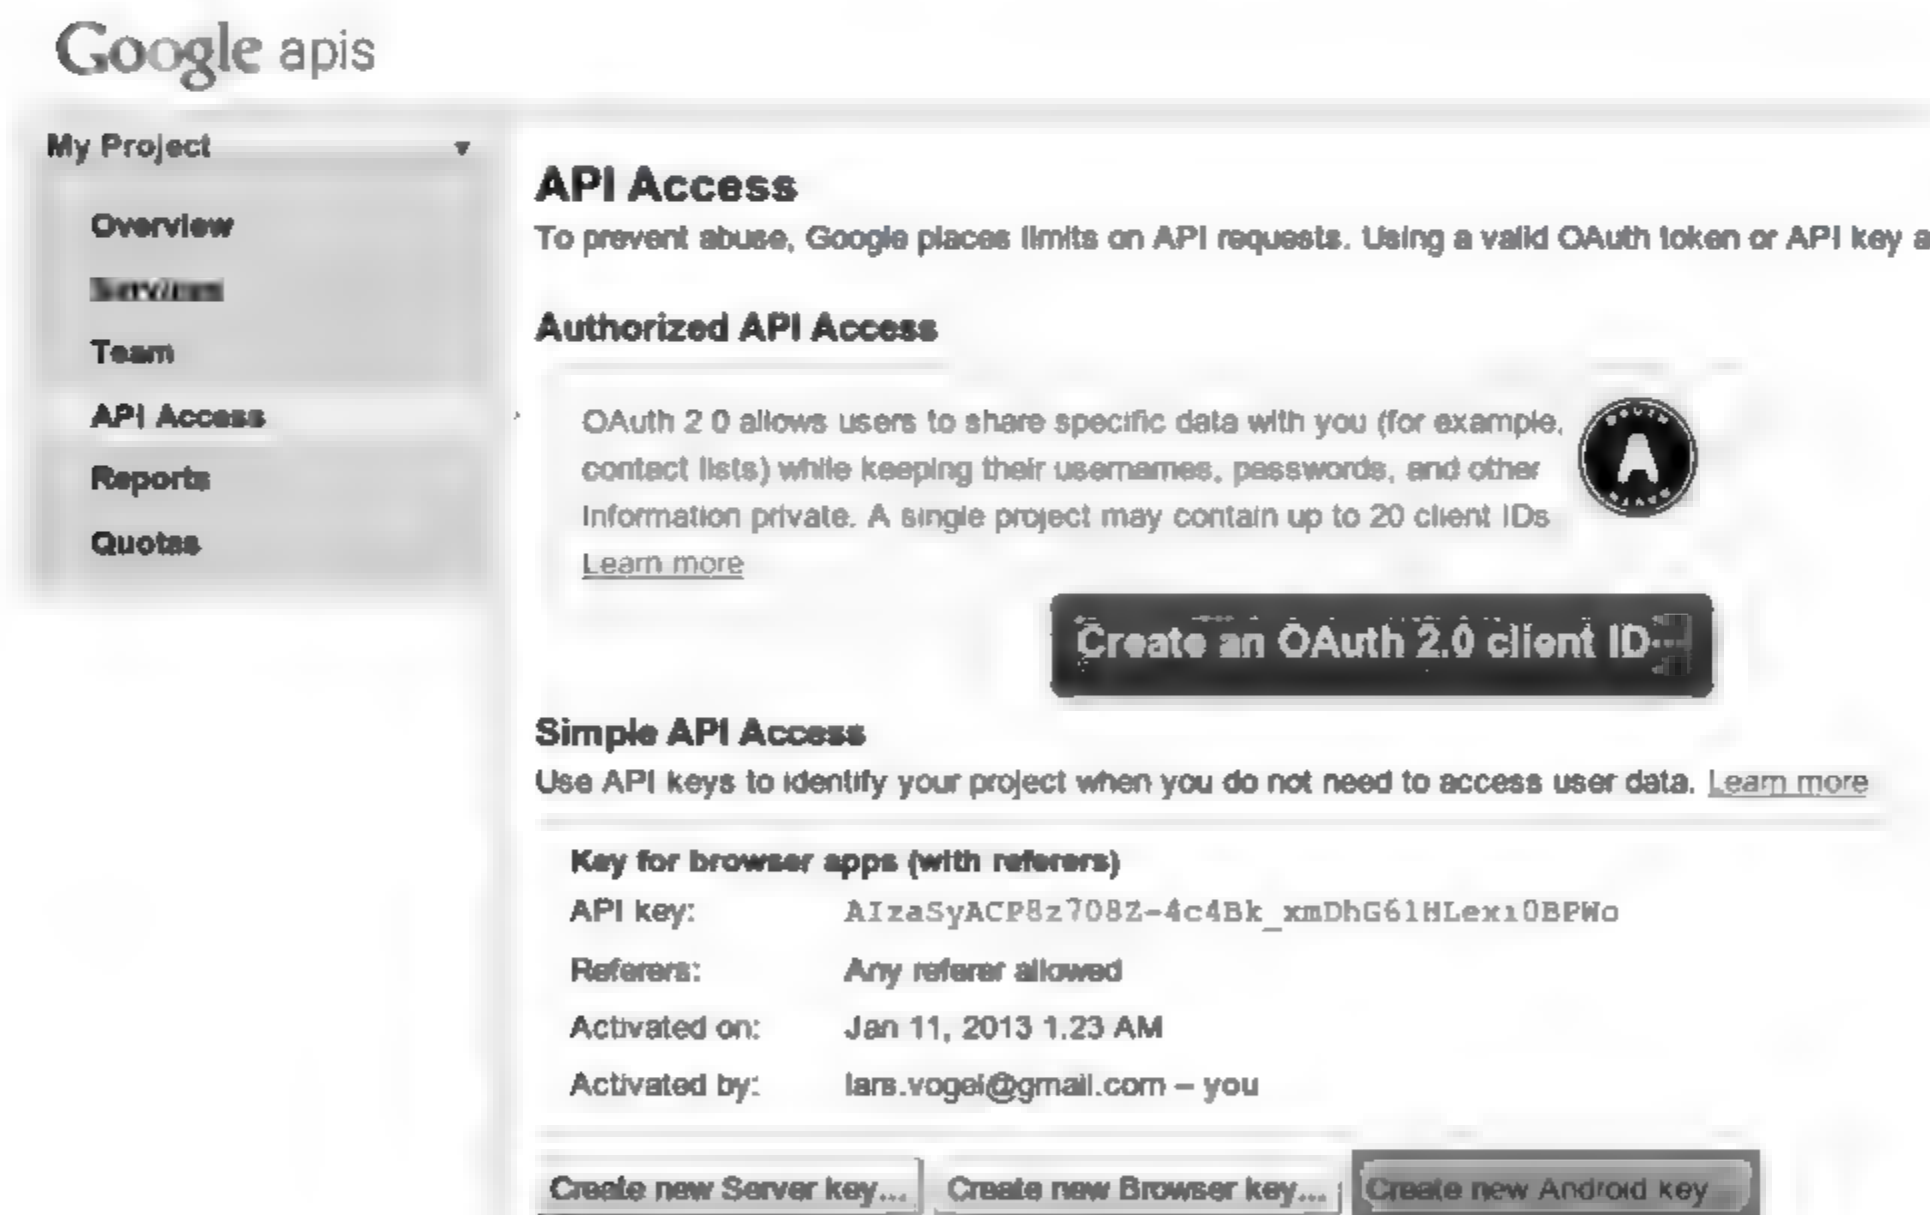 Google apis
My Project
Overview
Services
Team
API Access
Reports
Quotas
API Access
To prevent abuse, Google places limits on API requests. Using a valid OAuth token or API key a
Authorized API Access
OAuth 2 0 allows users to share specific data with you (for example,
contact lists) while keeping their usernames, passwords, and other
information private. A single project may contain up to 20 client IDs
Learn more
Create an OAuth 2.0 client ID...
Simple API Access
Use API keys to identify your project when you do not need to access user data. Learn more
Key for browser apps (with referers)
API key:
Referers: Any referer allowed
Activated on: Jan 11, 2013 1.23 AM
Activated by: lars.vogel@gmail.com – you
Create new Server key... Create new Browser key... Create new Android key